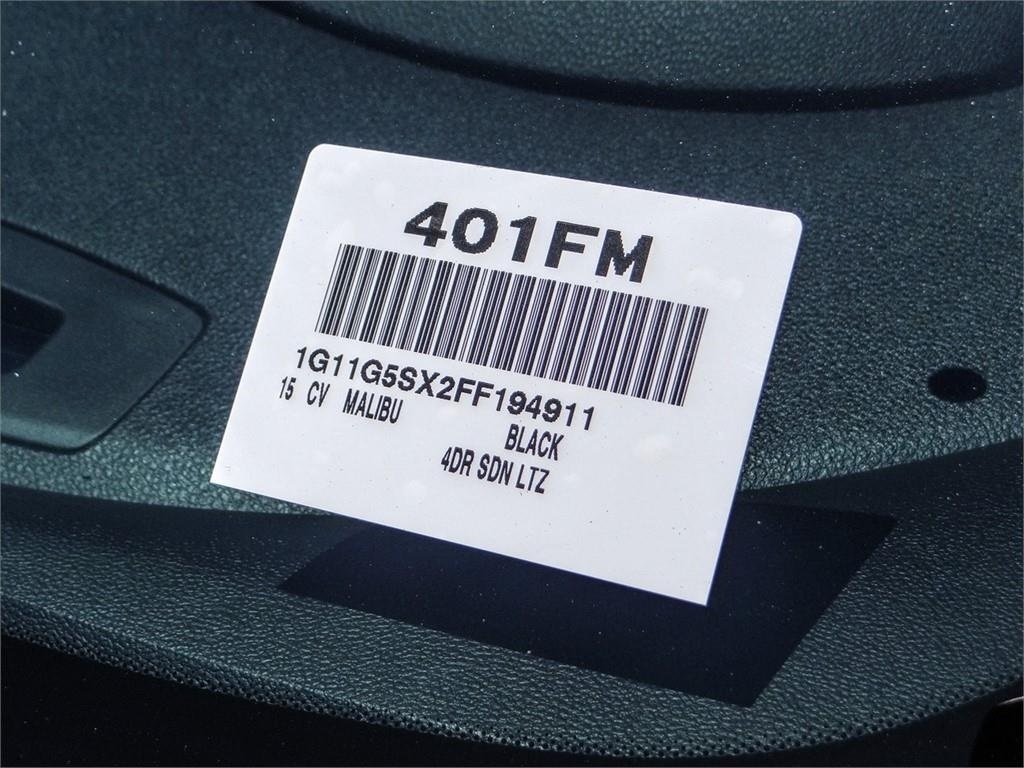 401FM
1G11G5SX2FF194911
15 CV MALIBU
BLACK
4DR SDN LTZ